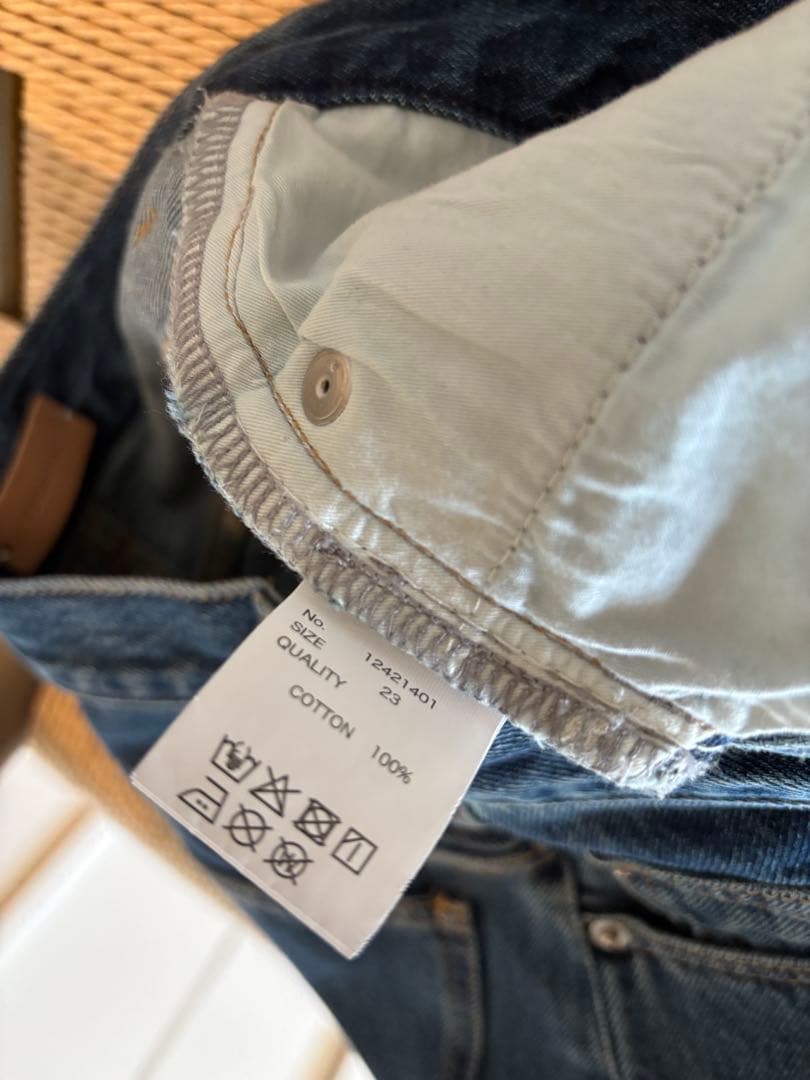 No. 12421401
SIZE 23
QUALITY
COTTON 100%